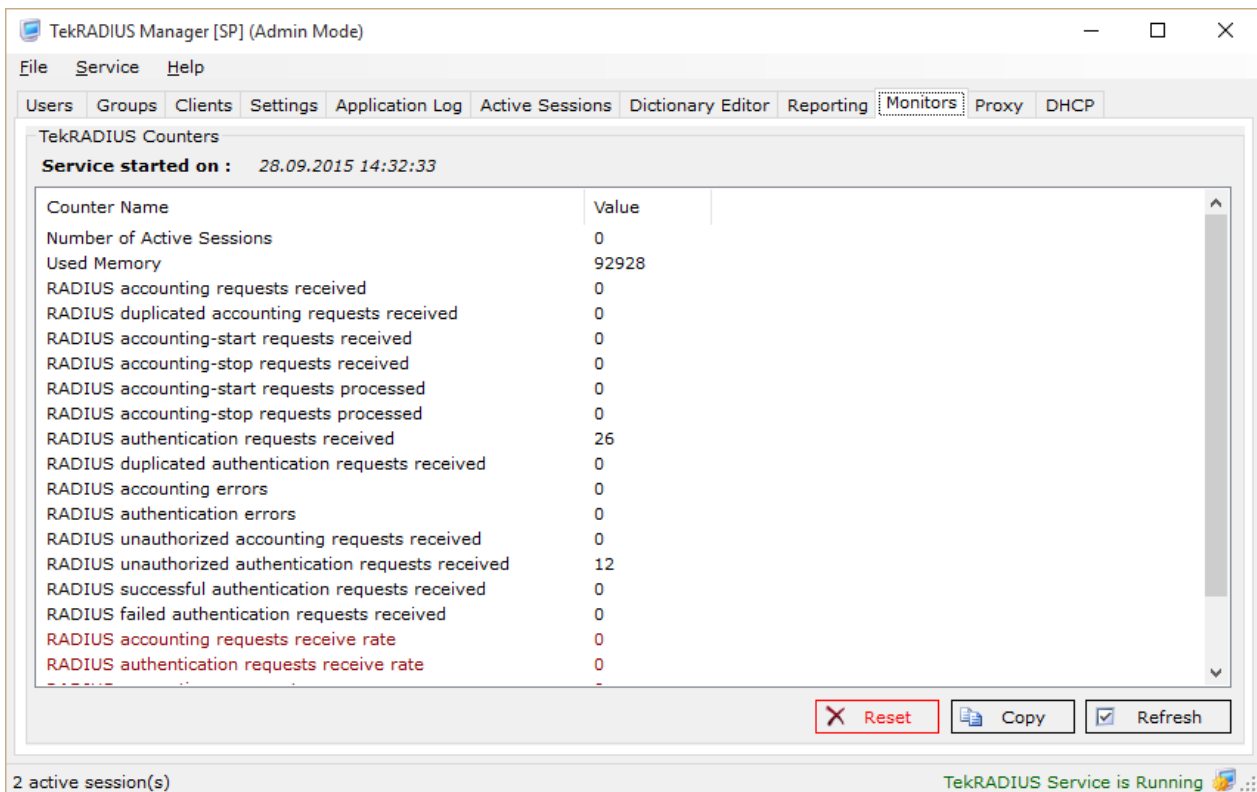 TekRADIUS Manager [SP] (Admin Mode)
File Service Help
Users Groups Clients Settings Application Log Active Sessions Dictionary Editor Reporting Monitors Proxy DHCP
TekRADIUS Counters
Service started on : 28.09.2015 14:32:33
Counter Name Value
Number of Active Sessions 0
Used Memory 92928
RADIUS accounting requests received 0
RADIUS duplicated accounting requests received 0
RADIUS accounting-start requests received 0
RADIUS accounting-stop requests received 0
RADIUS accounting-start requests processed 0
RADIUS accounting-stop requests processed 0
RADIUS authentication requests received 26
RADIUS duplicated authentication requests received 0
RADIUS accounting errors 0
RADIUS authentication errors 0
RADIUS unauthorized accounting requests received 0
RADIUS unauthorized authentication requests received 12
RADIUS successful authentication requests received 0
RADIUS failed authentication requests received 0
RADIUS accounting requests receive rate 0
RADIUS authentication requests receive rate 0
Reset Copy Refresh
2 active session(s) TekRADIUS Service is Running